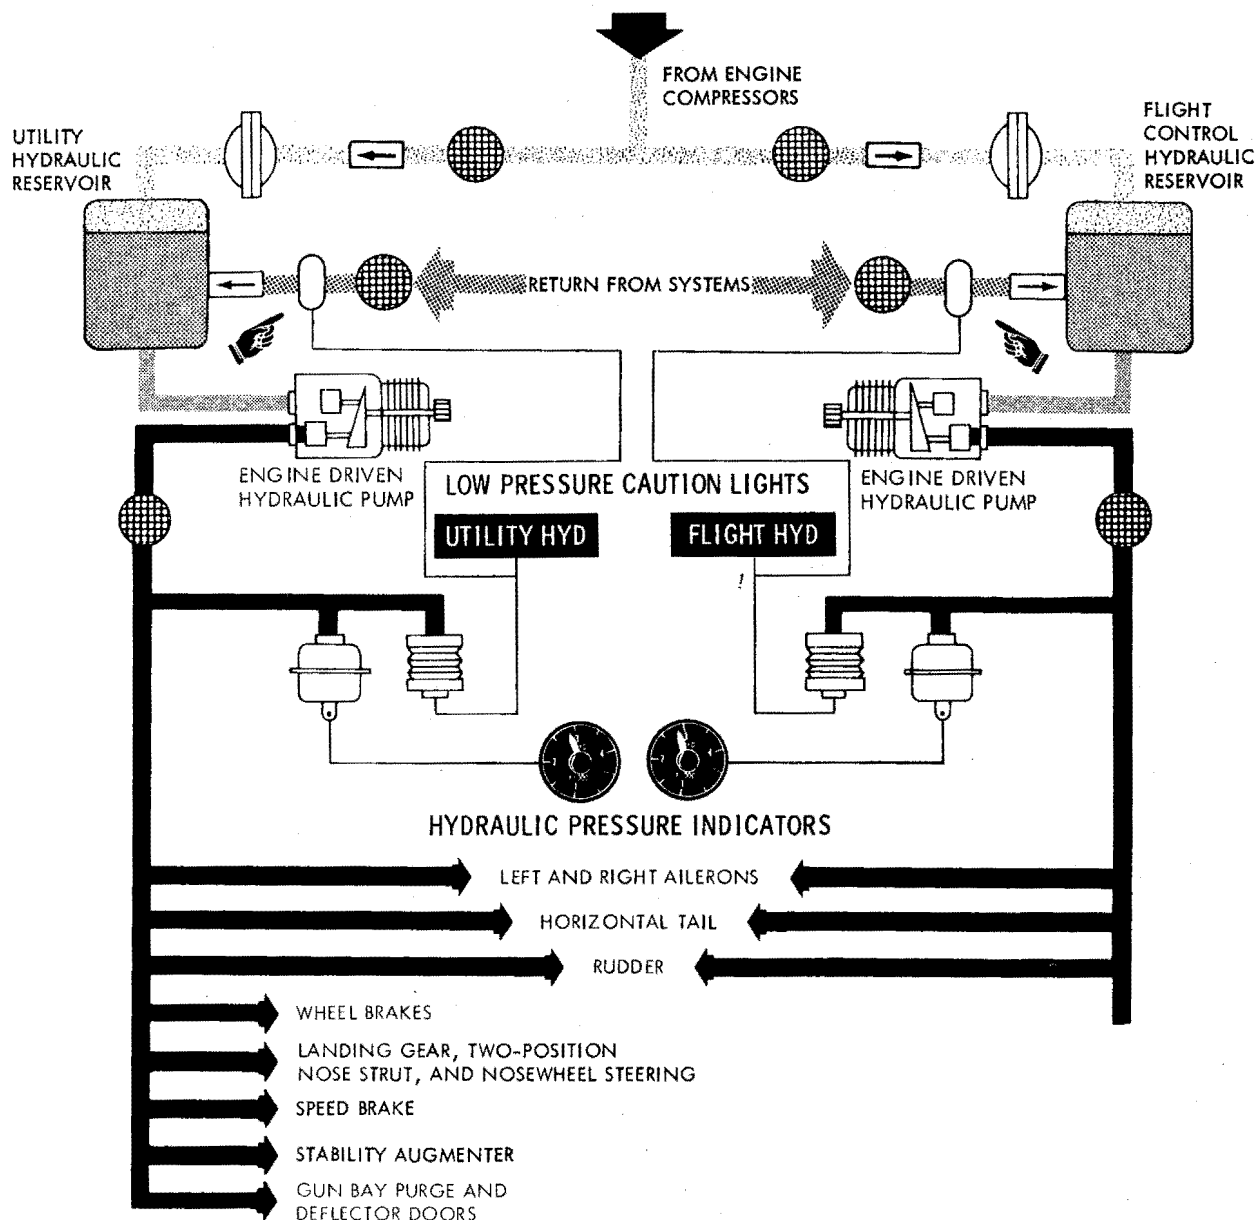 FROM ENGINE
COMPRESSORS
UTILITY
HYDRAULIC
RESERVOIR
FLIGHT
CONTROL
HYDRAULIC
RESERVOIR
RETURN FROM SYSTEMS
ENGINE DRIVEN
HYDRAULIC PUMP
LOW PRESSURE CAUTION LIGHTS
ENGINE DRIVEN
HYDRAULIC PUMP
UTILITY HYD
FLIGHT HYD
HYDRAULIC PRESSURE INDICATORS
LEFT AND RIGHT AILERONS
HORIZONTAL TAIL
RUDDER
WHEEL BRAKES
LANDING GEAR, TWO-POSITION
NOSE STRUT, AND NOSEWHEEL STEERING
SPEED BRAKE
STABILITY AUGMENTER
GUN BAY PURGE AND
DEFLECTOR DOORS